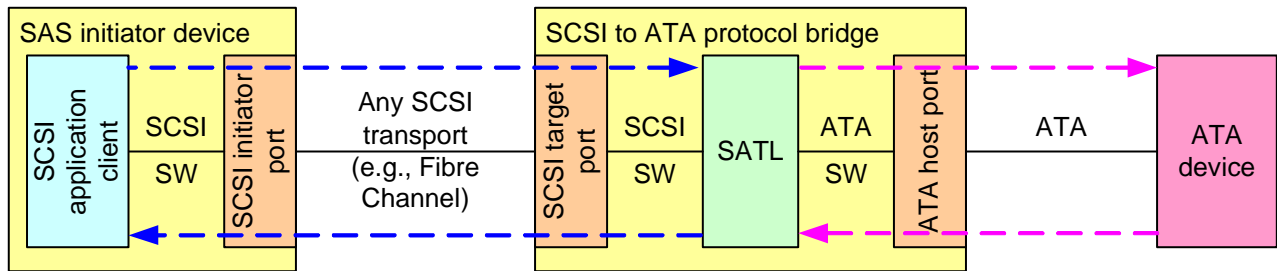 SAS initiator device
SCSI
application
client
SCSI
SW
SCSI initiator
port
Any SCSI
transport
(e.g., Fibre
Channel)
SCSI to ATA protocol bridge
SCSI target
port
SCSI
SW
SATL
ATA
SW
ATA host port
ATA
ATA
device